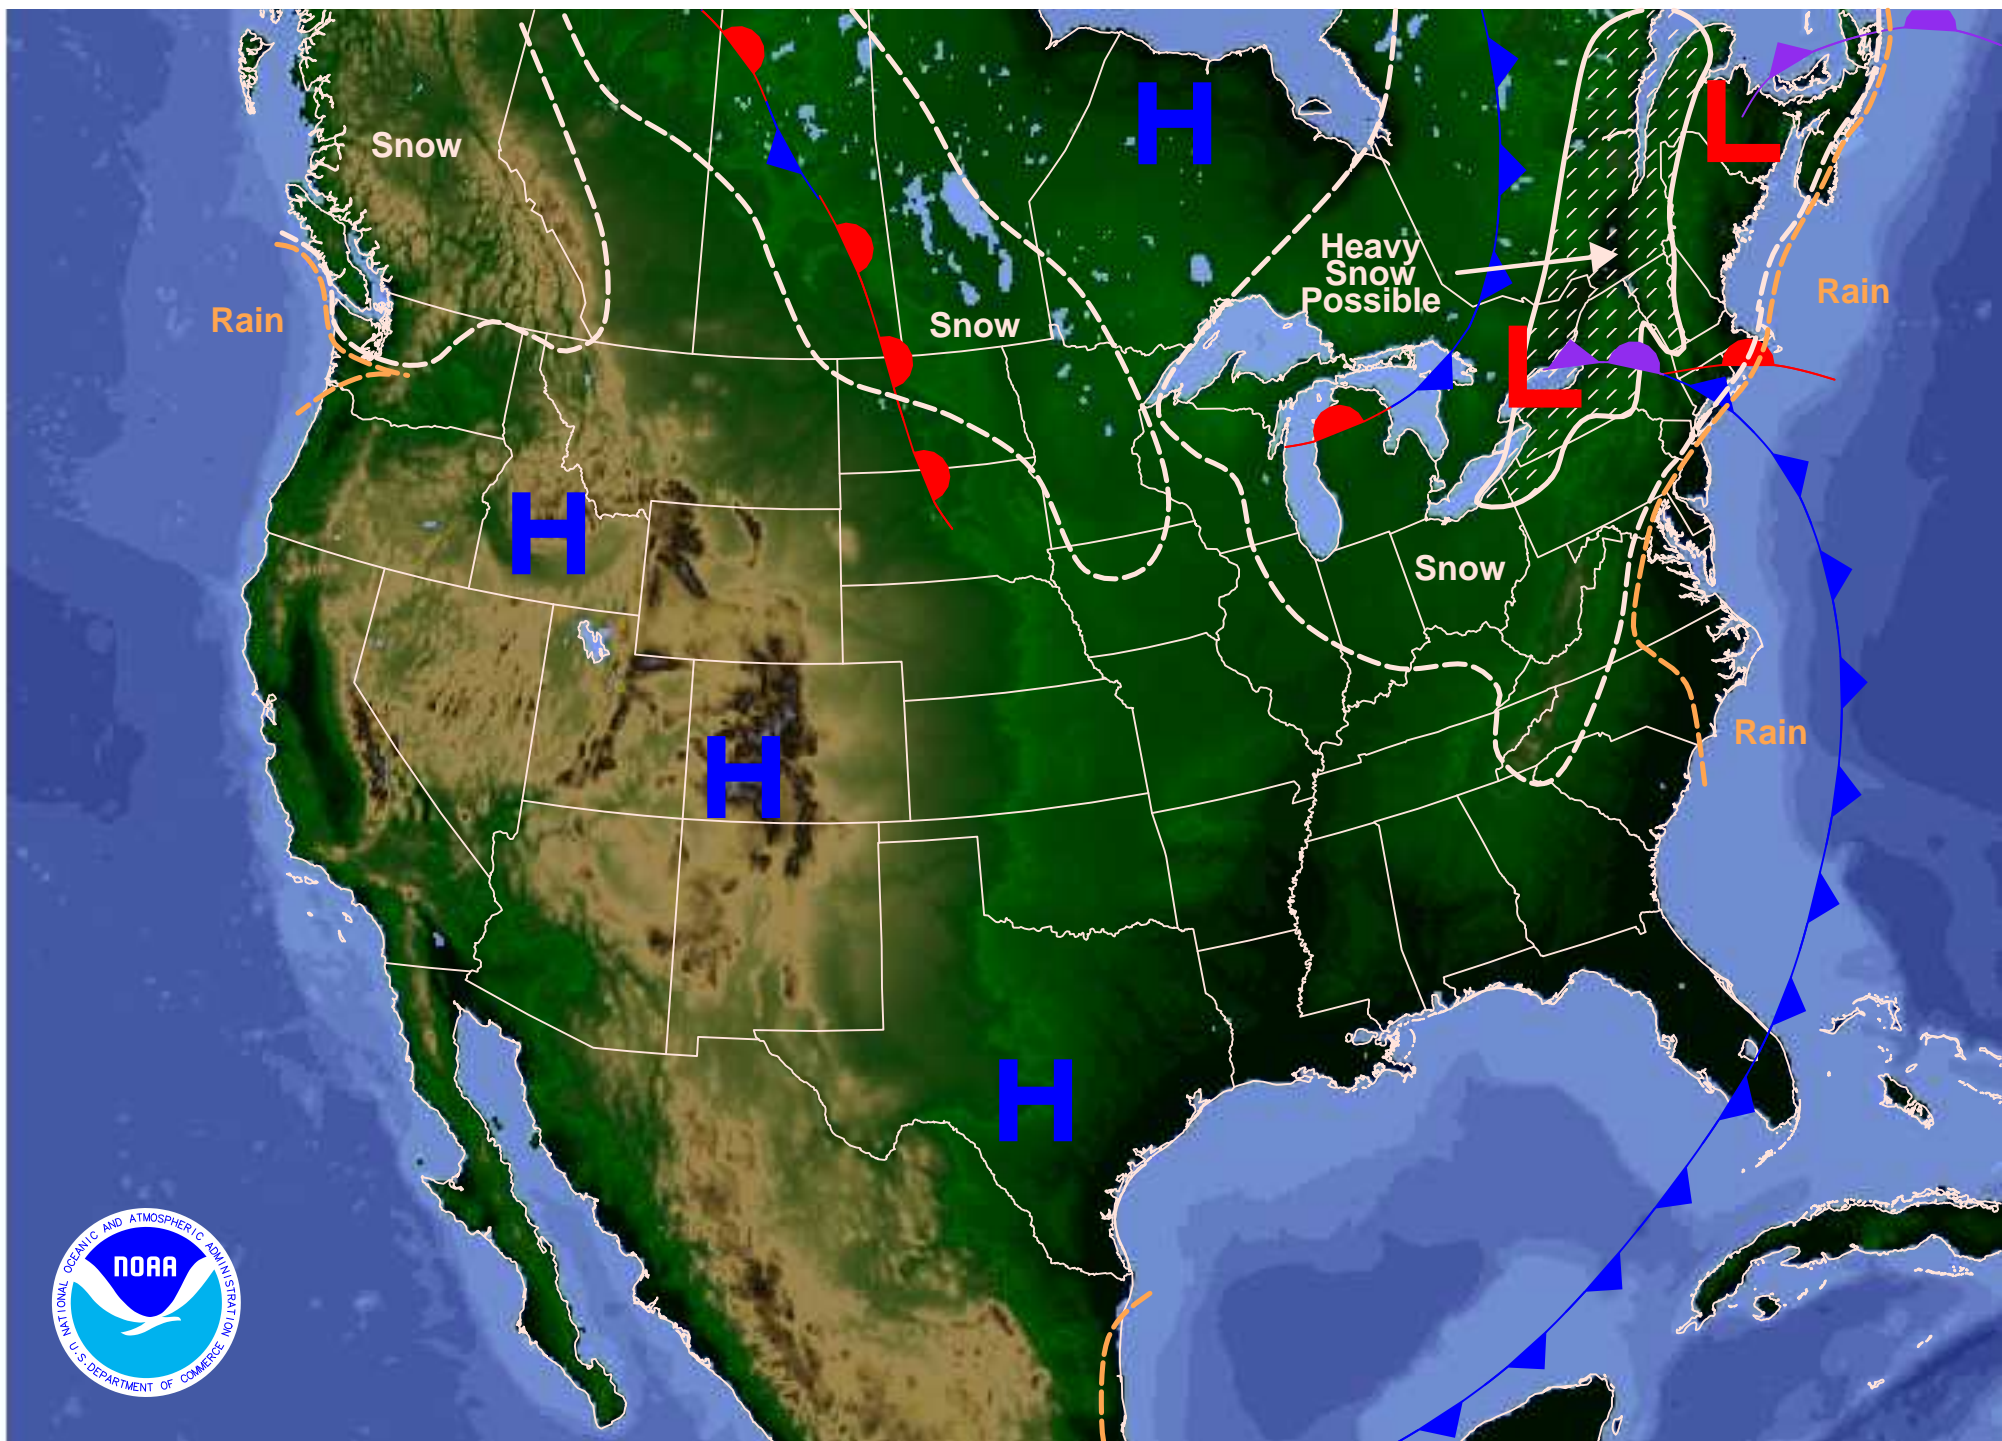 H
L
Snow
Heavy
Snow
Possible
Rain
Rain
Snow
L
H
Snow
Rain
H
H
NATIONAL OCEANIC AND ATMOSPHERIC ADMINISTRATION
NOAA
U.S. DEPARTMENT OF COMMERCE